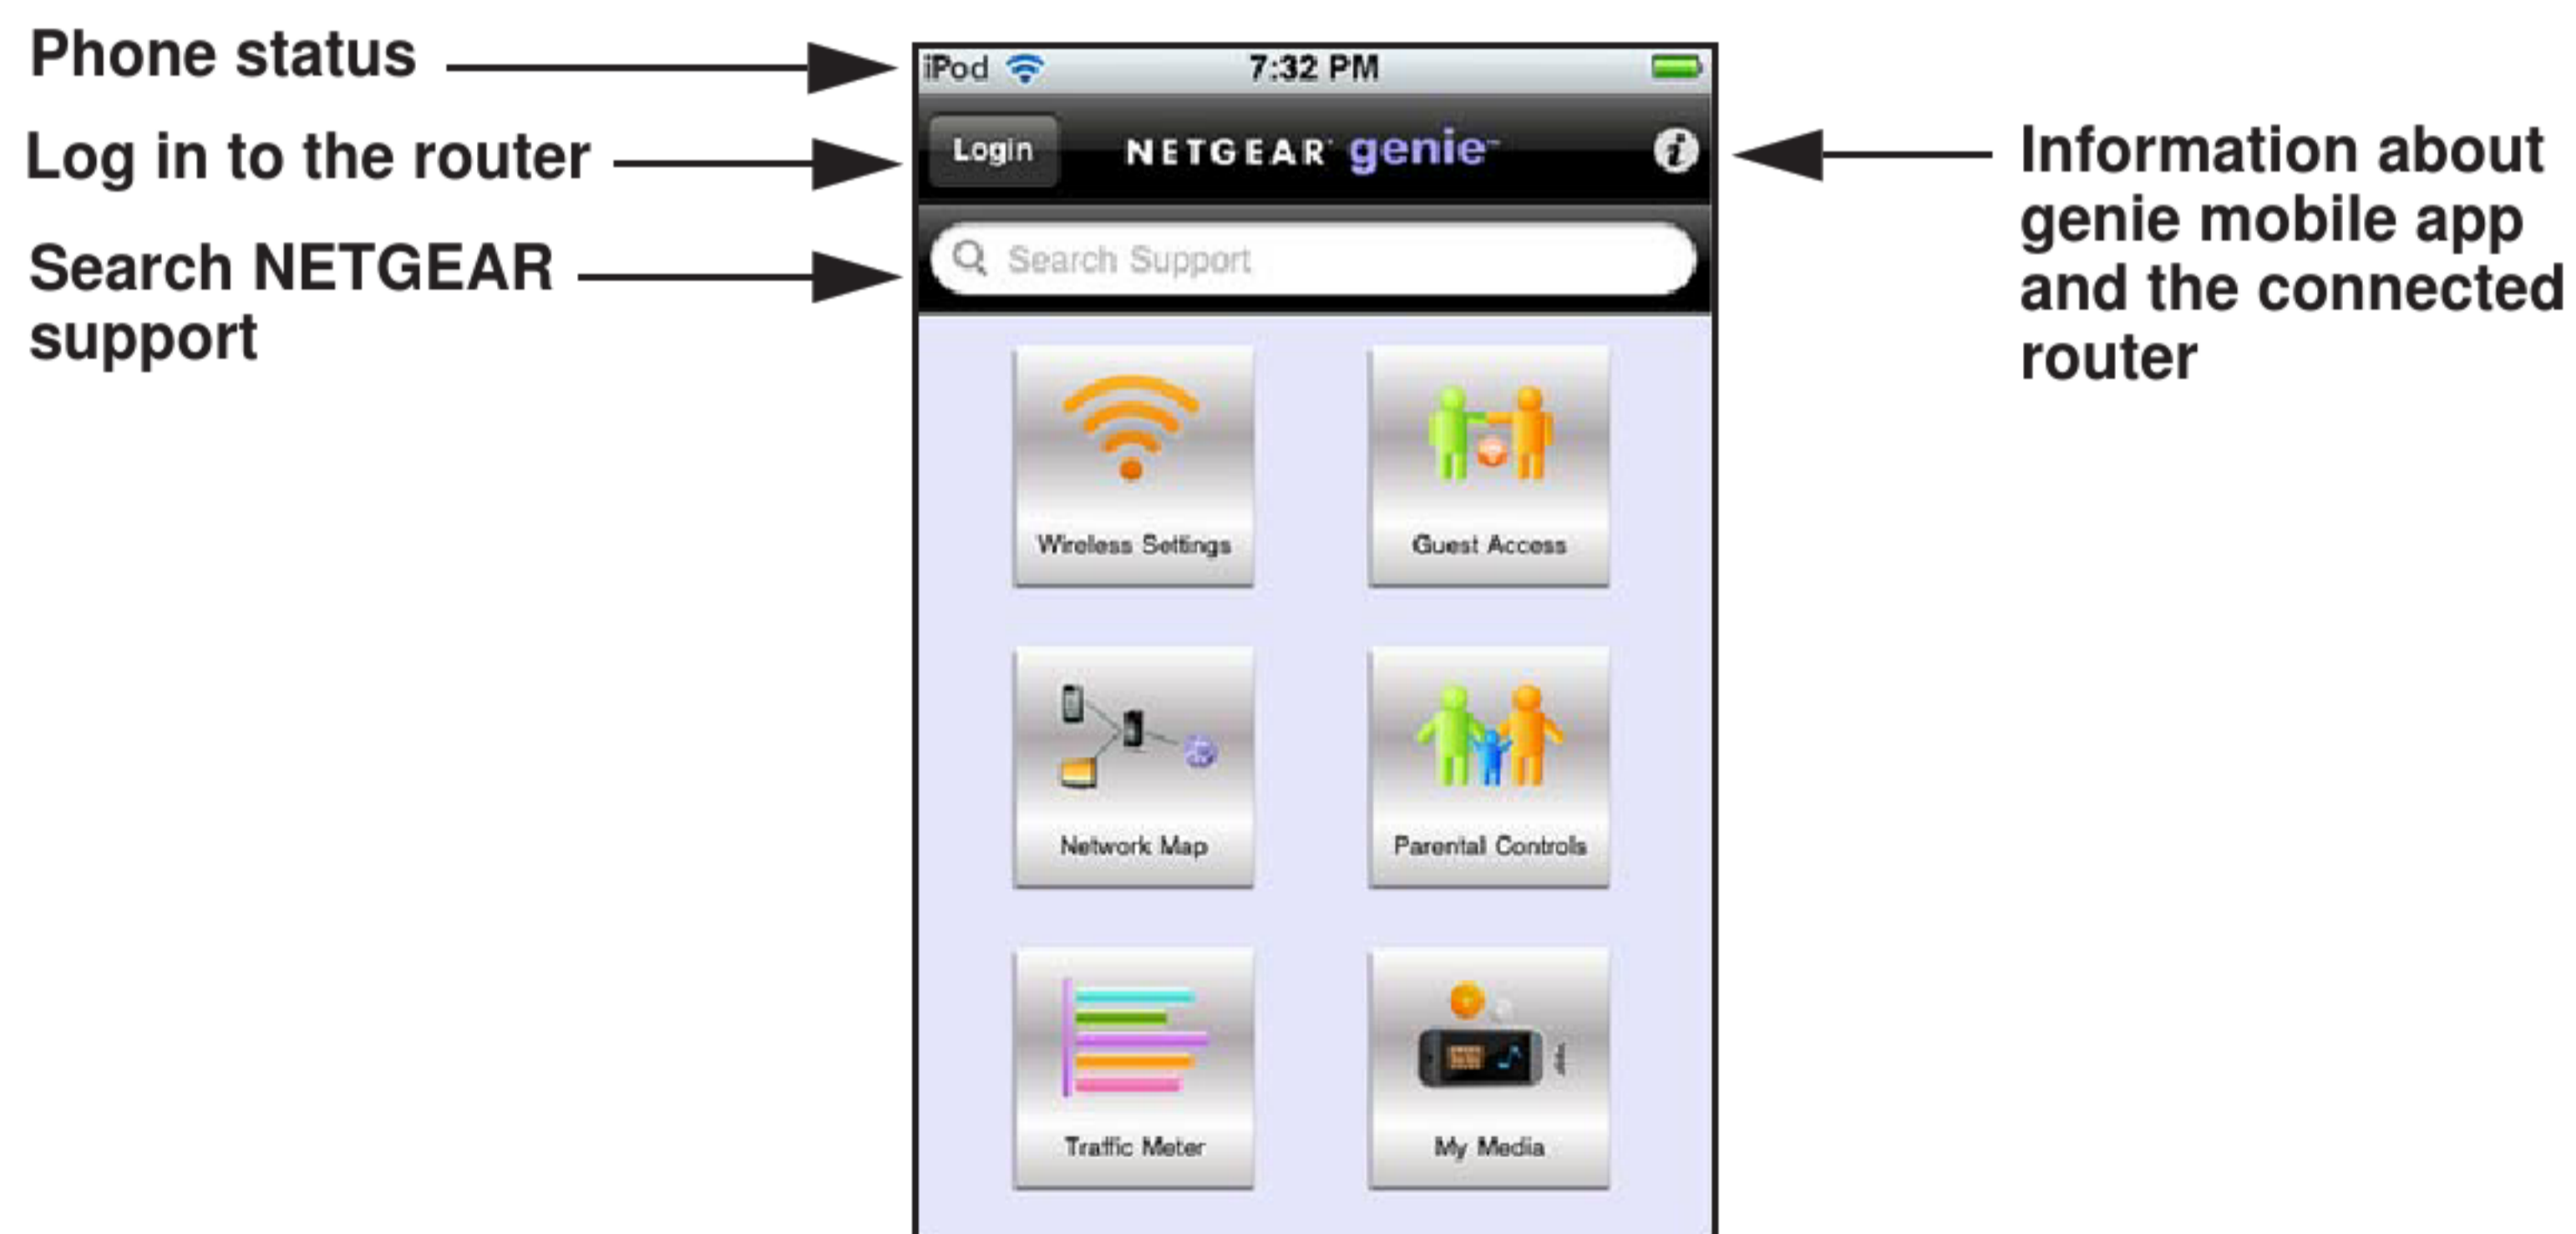 Phone status
Log in to the router
Search NETGEAR
support
iPod 7:32 PM
Login NETGEAR genie™
Search Support
Information about
genie mobile app
and the connected
router
Wireless Settings Guest Access
Network Map Parental Controls
Traffic Meter My Media